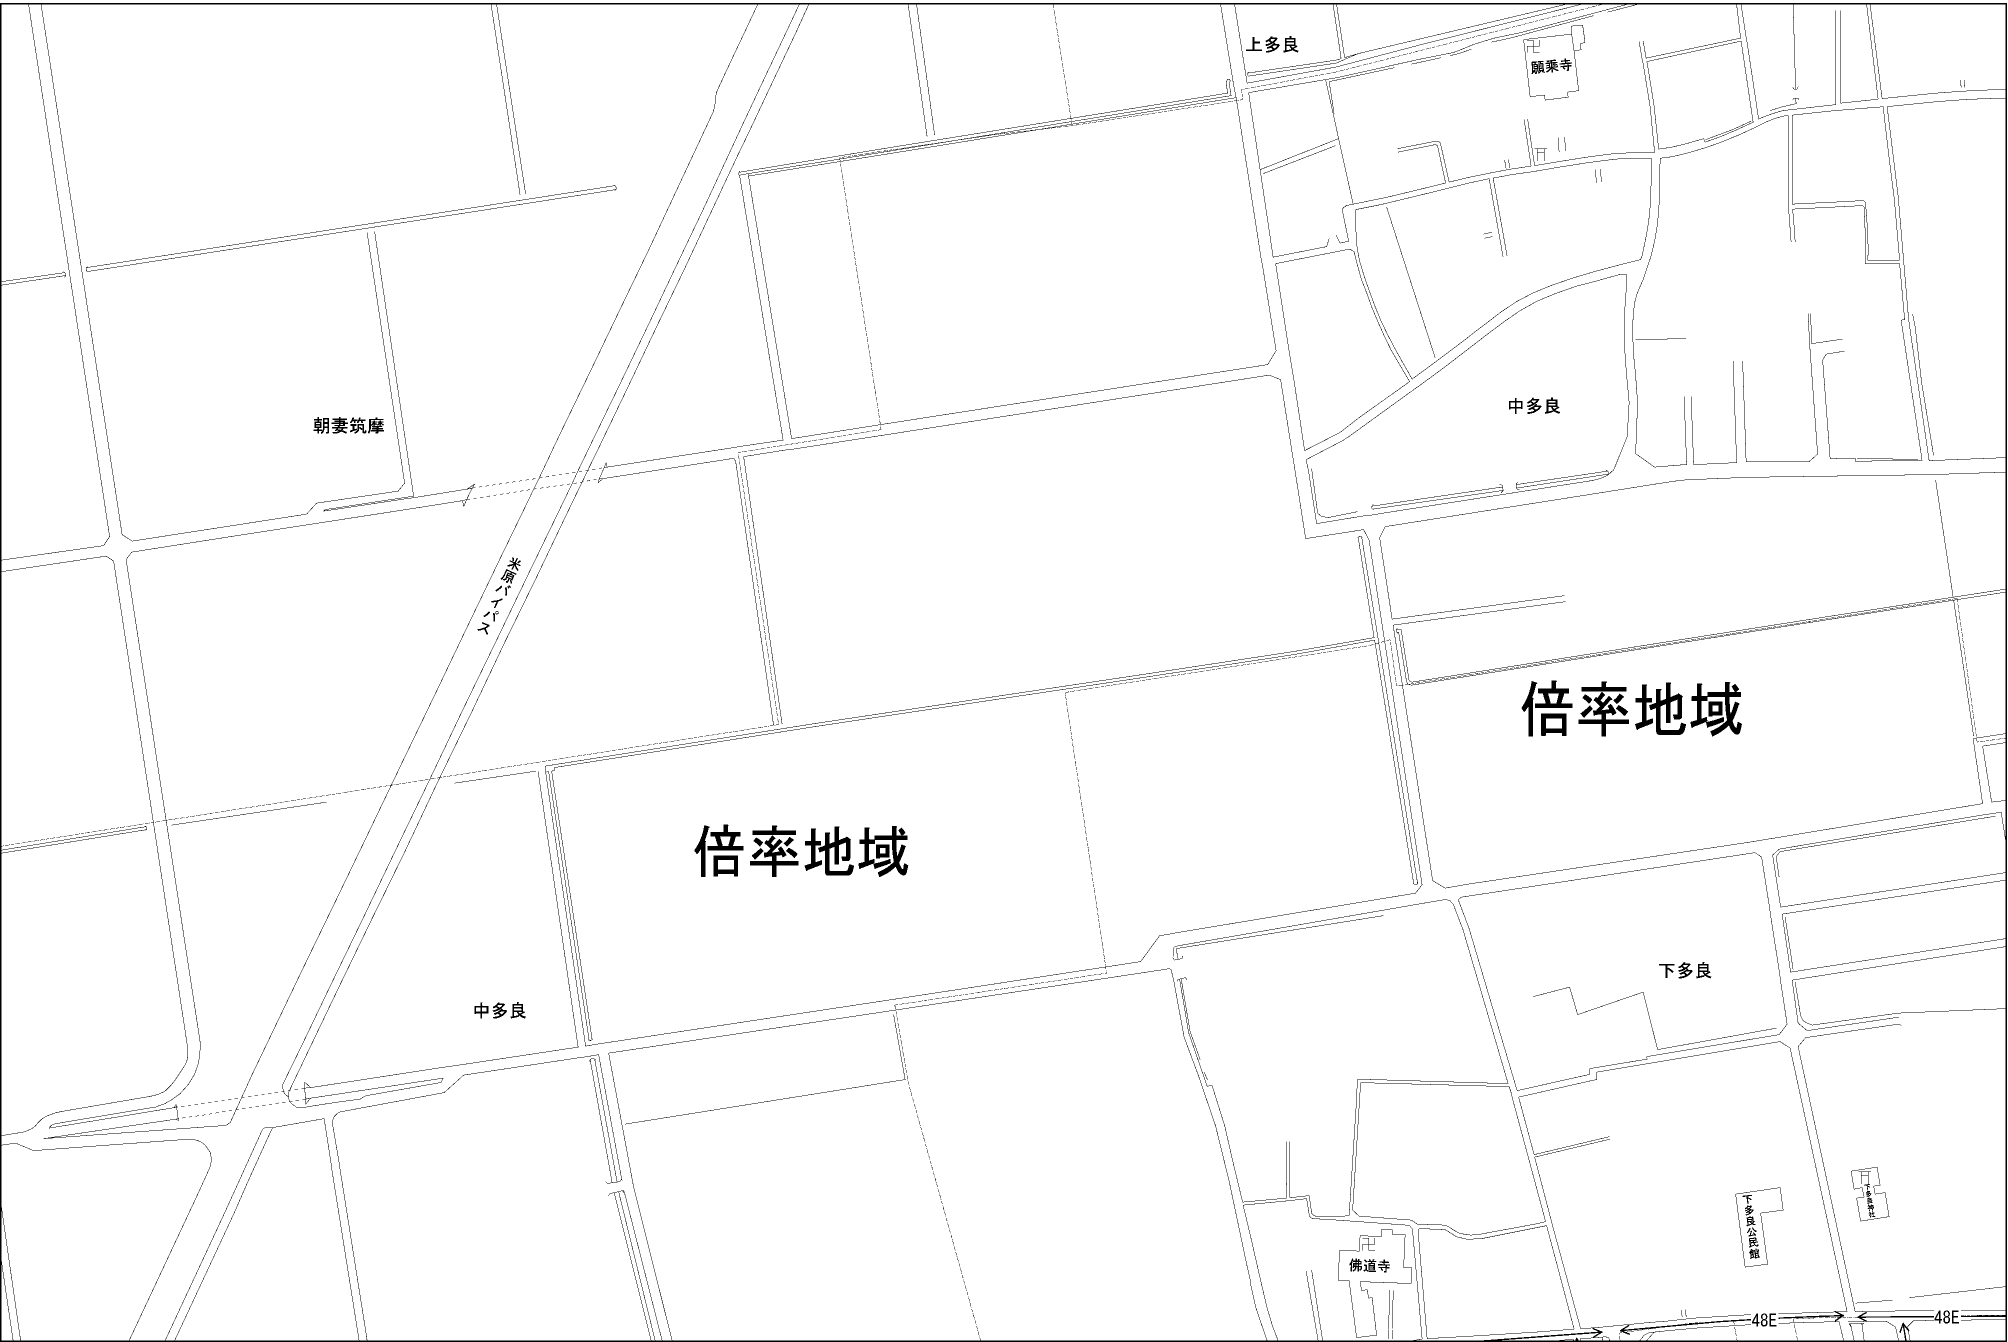 上多良
願乗寺
中多良
朝妻筑摩
米原バイパス
倍率地域
倍率地域
下多良
中多良
下多良神社
下多良公民館
佛道寺
48E
48E